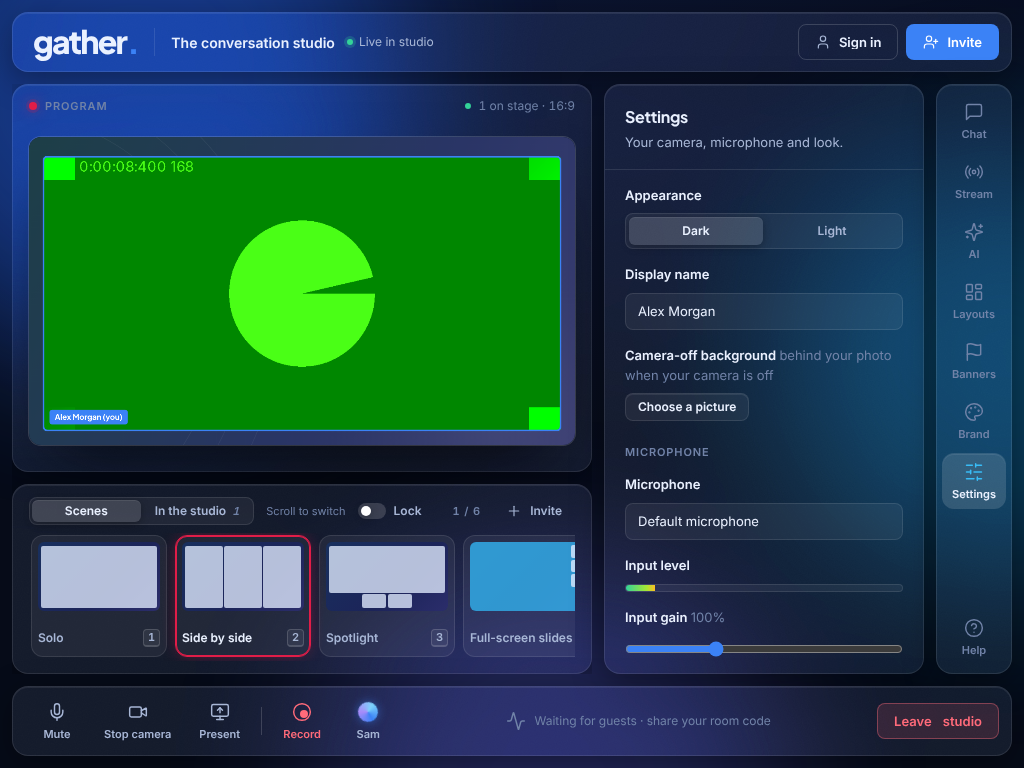 gather.
The conversation studio
Live in studio
Sign in
Invite
PROGRAM
1 on stage · 16:9
0:00:08:400 168
Alex Morgan (you)
Scenes
In the studio 1
Scroll to switch
Lock
1 / 6
Invite
Solo
1
Side by side
2
Spotlight
3
Full-screen slides
Settings
Your camera, microphone and look.
Appearance
Dark
Light
Display name
Alex Morgan
Camera-off background behind your photo
when your camera is off
Choose a picture
MICROPHONE
Microphone
Default microphone
Input level
Input gain 100%
Chat
Stream
AI
Layouts
Banners
Brand
Settings
Help
Mute
Stop camera
Present
Record
Sam
Waiting for guests · share your room code
Leave studio